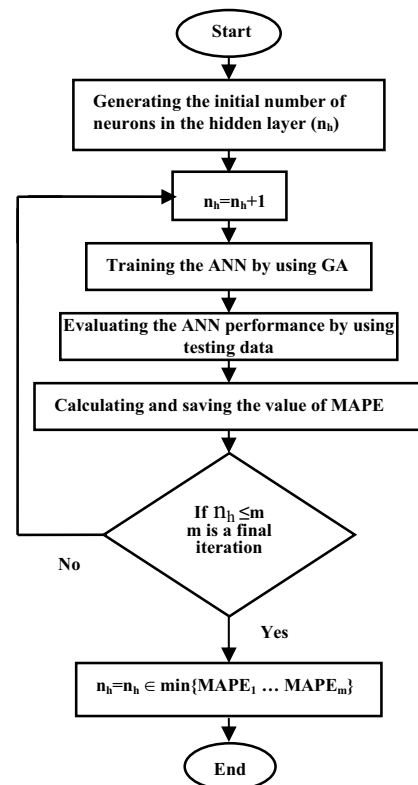 Start
Generating the initial number of
neurons in the hidden layer (nₕ)
nₕ=nₕ+1
Training the ANN by using GA
Evaluating the ANN performance by using
testing data
Calculating and saving the value of MAPE
If nₕ ≤m
m is a final
iteration
No
Yes
nₕ=nₕ ∈ min{MAPE₁ … MAPEₘ}
End